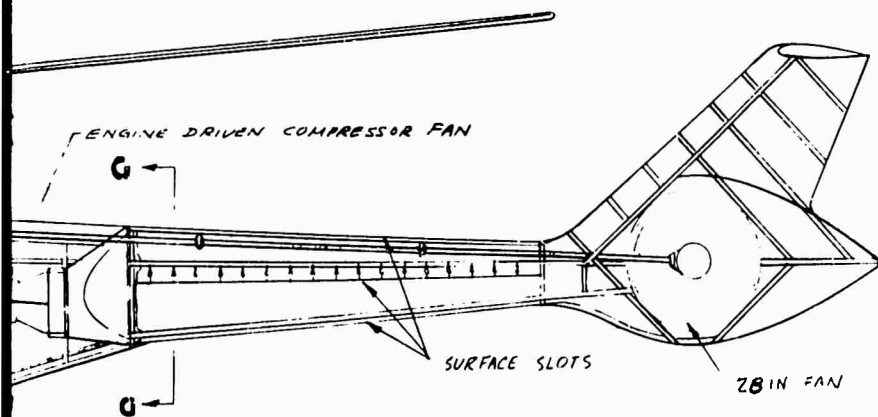 ENGINE DRIVEN COMPRESSOR FAN
G
G
SURFACE SLOTS
28 IN FAN